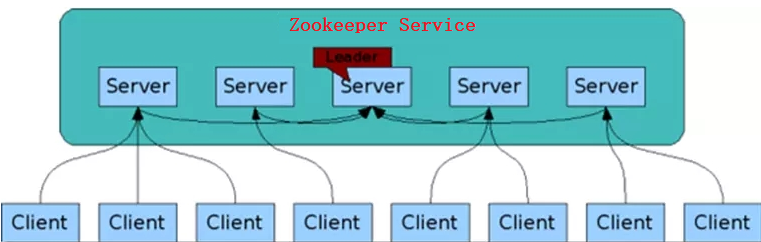 Zookeeper Service
Leader
Server Server Server Server Server
Client Client Client Client Client Client Client Client